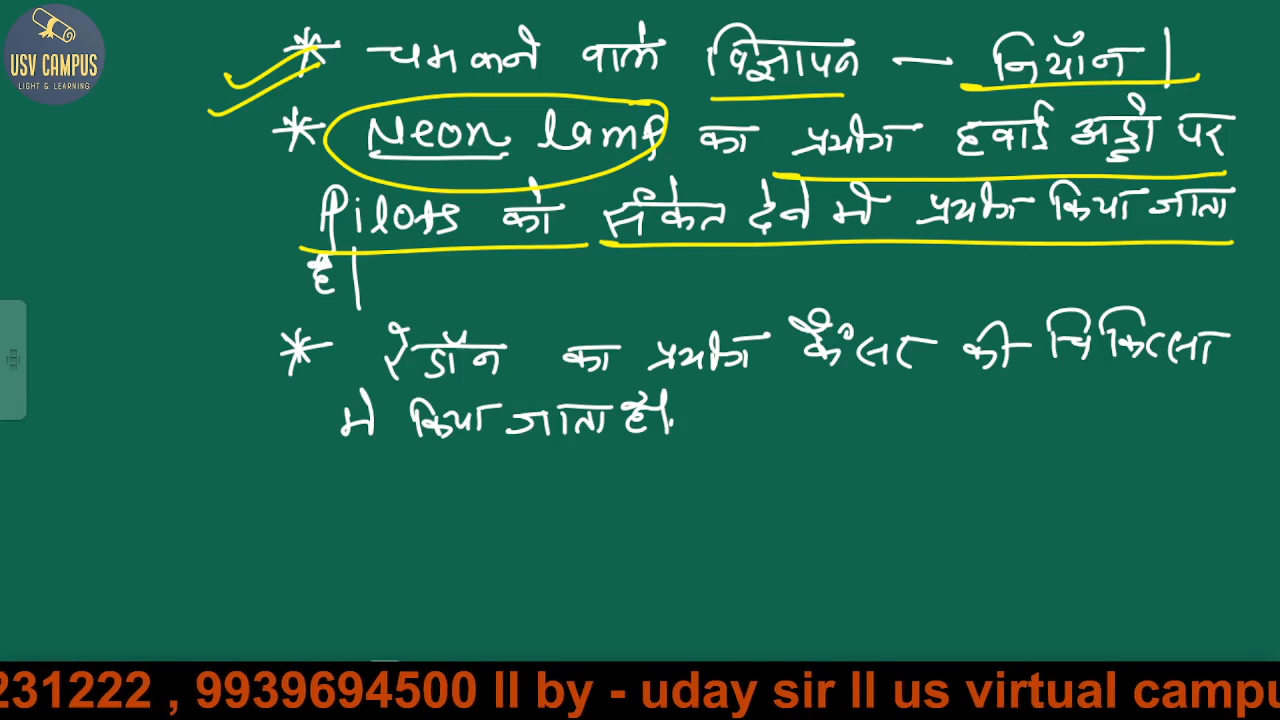 USV CAMPUS
LIGHT & LEARNING
* चमकने वाले विज्ञापन — नियॉन |
* Neon lamp का प्रयोग हवाई अड्डो पर
Pilots को संकेत देने मे प्रयोग किया जाता
है |
* रेडॉन का प्रयोग कैंसर की चिकित्सा
मे किया जाता है।
231222 , 9939694500 ll by - uday sir ll us virtual campu